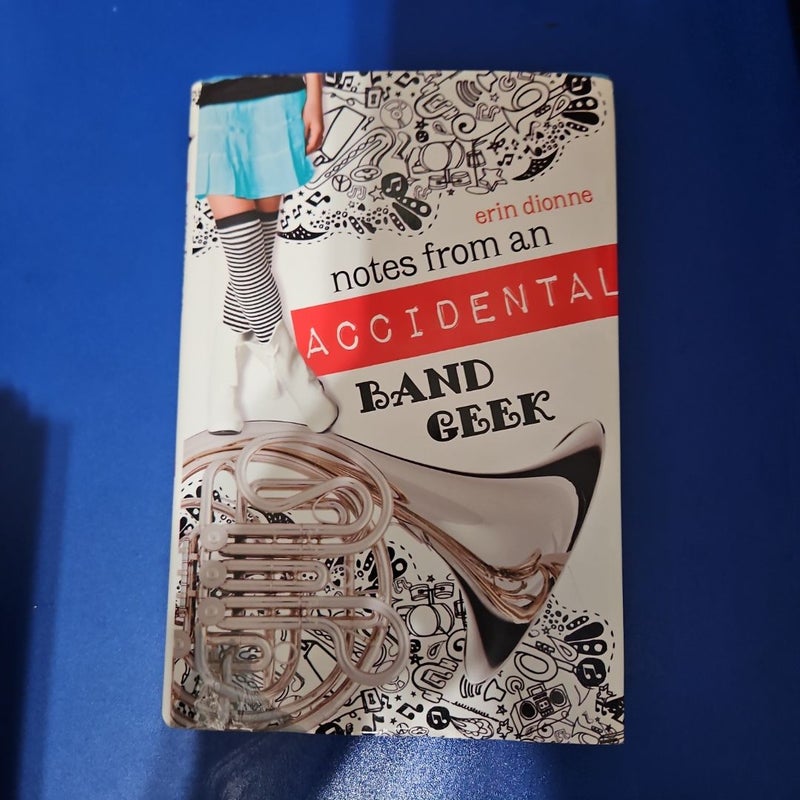 erin dionne
notes from an
ACCIDENTAL
BAND
GEEK